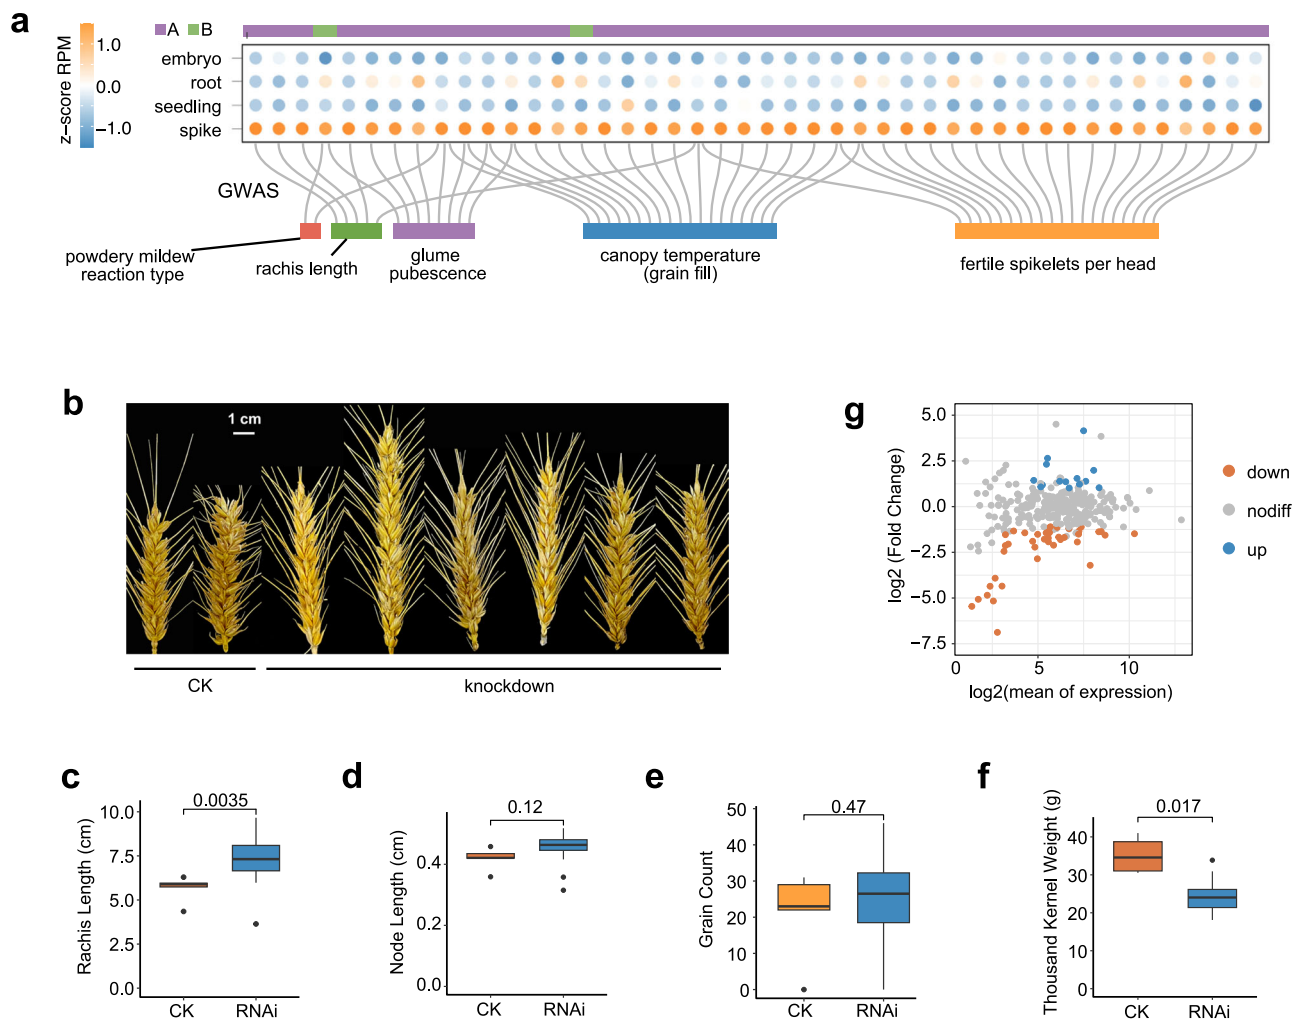 a
A B
z−score RPM
1.0
0.0
−1.0
embryo
root
seedling
spike
GWAS
powdery mildew
reaction type
rachis length
glume
pubescence
canopy temperature
(grain fill)
fertile spikelets per head
b
1 cm
CK
knockdown
g
log2 (Fold Change)
5.0
2.5
0.0
−2.5
−5.0
−7.5
0 5 10
log2(mean of expression)
down
nodiff
up
c
Rachis Length (cm)
10.0
7.5
5.0
2.5
0.0
0.0035
CK RNAi
d
Node Length (cm)
0.4
0.2
0.0
0.12
CK RNAi
e
Grain Count
50
40
30
20
10
0
0.47
CK RNAi
f
Thousand Kernel Weight (g)
40
30
20
10
0
0.017
CK RNAi